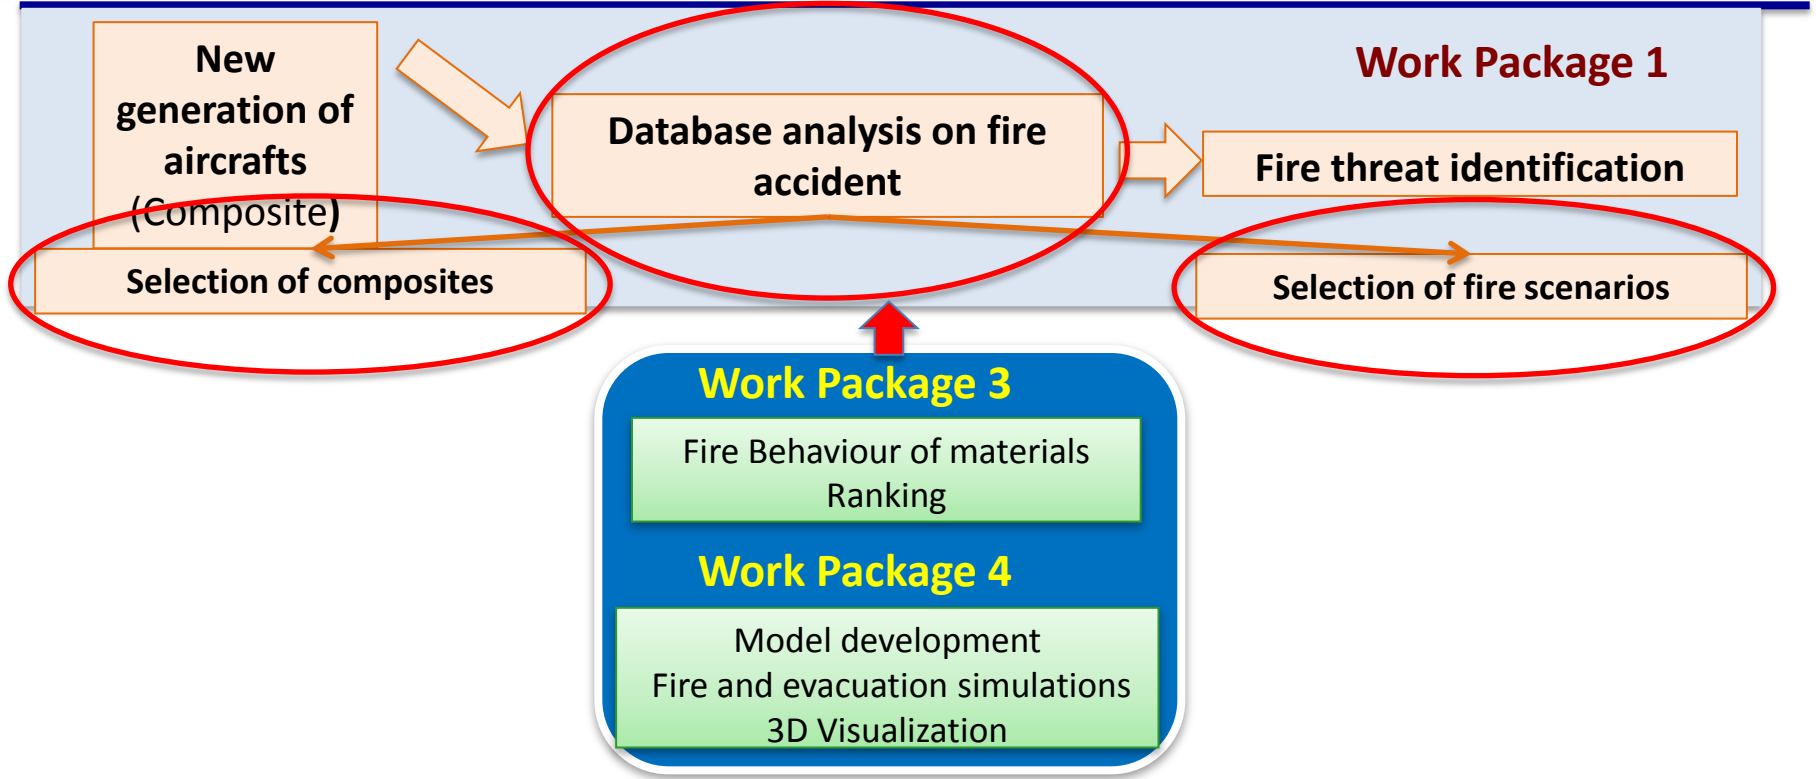 New
generation of
aircrafts
(Composite)
Database analysis on fire
accident
Work Package 1
Fire threat identification
Selection of composites
Selection of fire scenarios
Work Package 3
Fire Behaviour of materials
Ranking
Work Package 4
Model development
Fire and evacuation simulations
3D Visualization